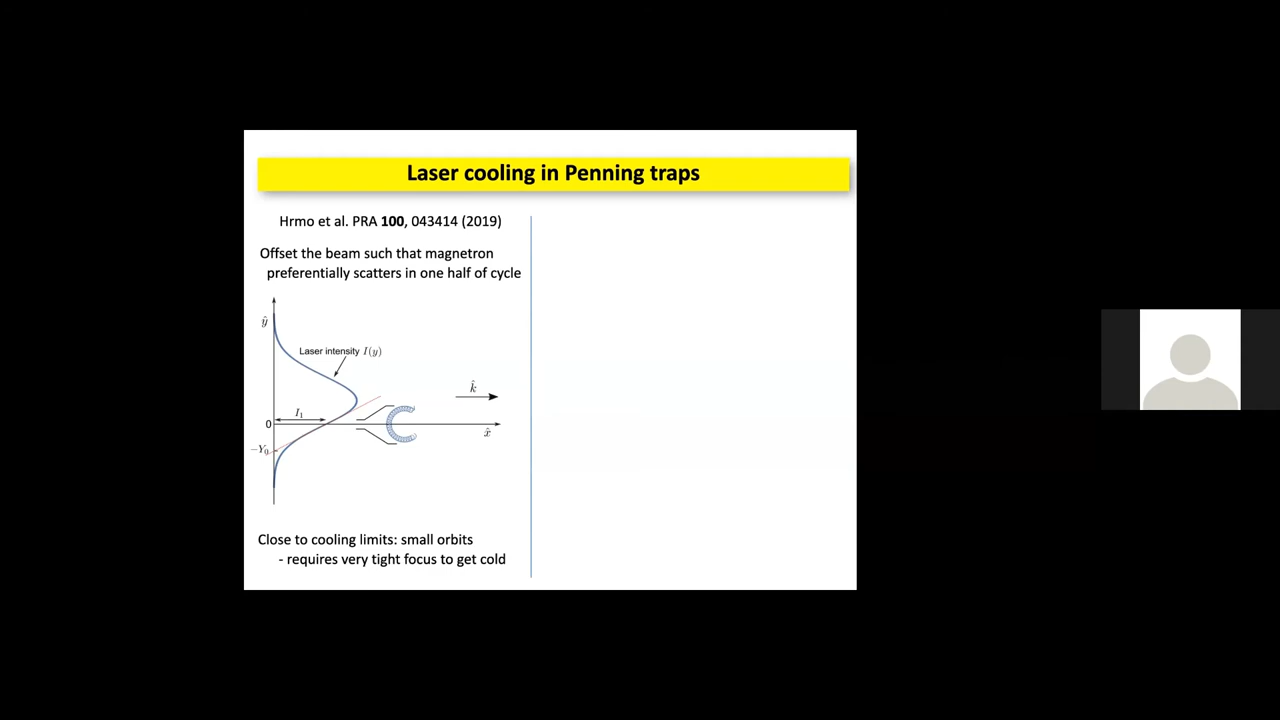 Laser cooling in Penning traps
Hrmo et al. PRA 100, 043414 (2019)
Offset the beam such that magnetron
preferentially scatters in one half of cycle
ŷ
Laser intensity I(y)
k̂
I₁
0
x̂
−Y₀
Close to cooling limits: small orbits
- requires very tight focus to get cold